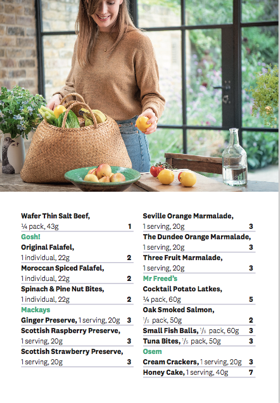 Wafer Thin Salt Beef,
¼ pack, 43g 1
Gosh!
Original Falafel,
1 individual, 22g 2
Moroccan Spiced Falafel,
1 individual, 22g 2
Spinach & Pine Nut Bites,
1 individual, 22g 2
Mackays
Ginger Preserve, 1 serving, 20g 3
Scottish Raspberry Preserve,
1 serving, 20g 3
Scottish Strawberry Preserve,
1 serving, 20g 3
Seville Orange Marmalade,
1 serving, 20g 3
The Dundee Orange Marmalade,
1 serving, 20g 3
Three Fruit Marmalade,
1 serving, 20g 3
Mr Freed's
Cocktail Potato Latkes,
¼ pack, 60g 5
Oak Smoked Salmon,
pack, 50g 2
Small Fish Balls, pack, 60g 3
Tuna Bites, pack, 50g 3
Osem
Cream Crackers, 1 serving, 20g 3
Honey Cake, 1 serving, 40g 7